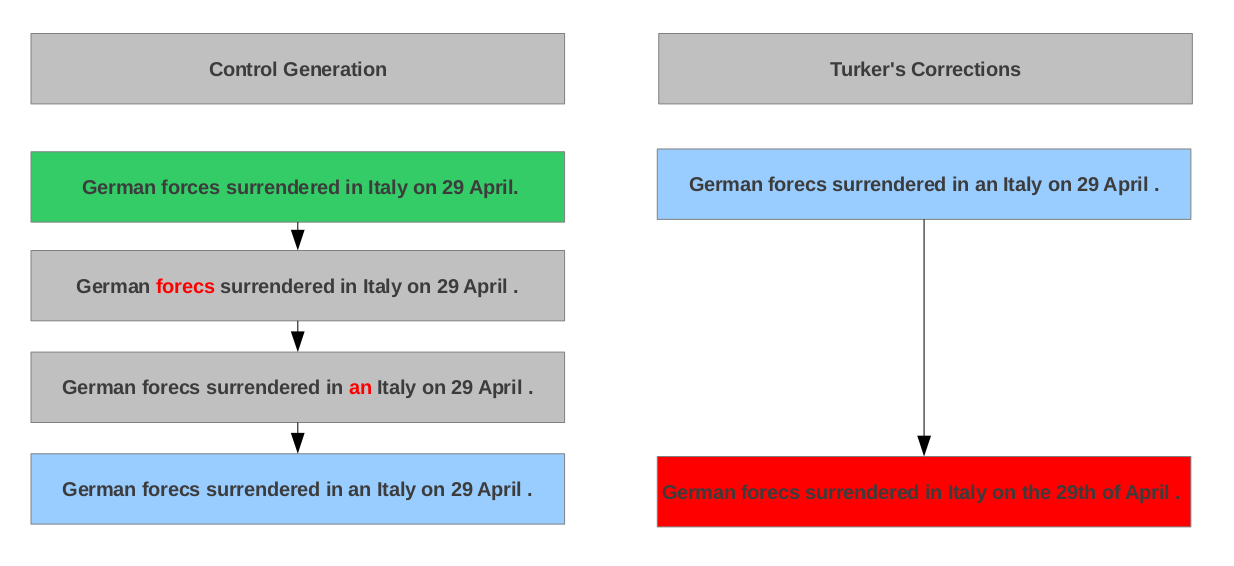 Control Generation
German forces surrendered in Italy on 29 April.
German forecs surrendered in Italy on 29 April .
German forecs surrendered in an Italy on 29 April .
German forecs surrendered in an Italy on 29 April .
Turker's Corrections
German forecs surrendered in an Italy on 29 April .
German forecs surrendered in Italy on the 29th of April .